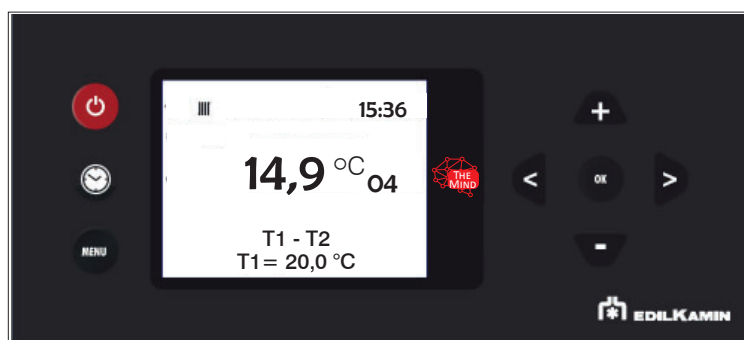 15:36
14,9 °C 04
THE
MIND
T1 - T2
T1= 20,0 °C
MENU
+
<
OK
>
-
EDILKAMIN